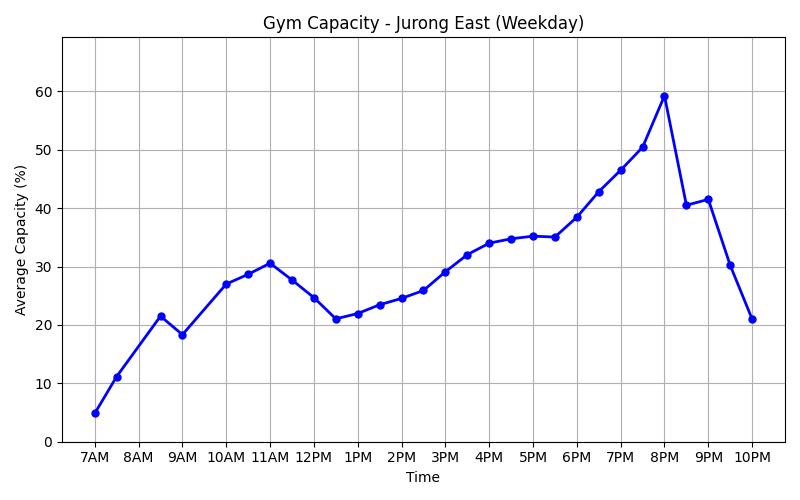 Gym Capacity - Jurong East (Weekday)
Average Capacity (%)
60
50
40
30
20
10
0
7AM 8AM 9AM 10AM 11AM 12PM 1PM 2PM 3PM 4PM 5PM 6PM 7PM 8PM 9PM 10PM
Time